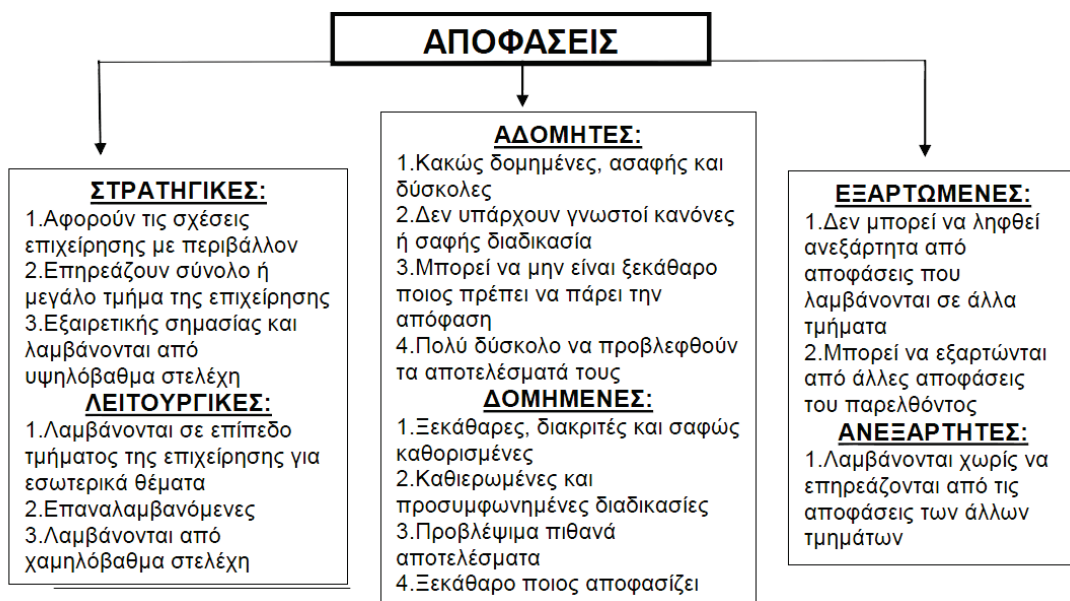 ΑΠΟΦΑΣΕΙΣ
ΣΤΡΑΤΗΓΙΚΕΣ:
1.Αφορούν τις σχέσεις
επιχείρησης με περιβάλλον
2.Επηρεάζουν σύνολο ή
μεγάλο τμήμα της επιχείρησης
3.Εξαιρετικής σημασίας και
λαμβάνονται από
υψηλόβαθμα στελέχη
ΛΕΙΤΟΥΡΓΙΚΕΣ:
1.Λαμβάνονται σε επίπεδο
τμήματος της επιχείρησης για
εσωτερικά θέματα
2.Επαναλαμβανόμενες
3.Λαμβάνονται από
χαμηλόβαθμα στελέχη
ΑΔΟΜΗΤΕΣ:
1.Κακώς δομημένες, ασαφής και
δύσκολες
2.Δεν υπάρχουν γνωστοί κανόνες
ή σαφής διαδικασία
3.Μπορεί να μην είναι ξεκάθαρο
ποιος πρέπει να πάρει την
απόφαση
4.Πολύ δύσκολο να προβλεφθούν
τα αποτελέσματά τους
ΔΟΜΗΜΕΝΕΣ:
1.Ξεκάθαρες, διακριτές και σαφώς
καθορισμένες
2.Καθιερωμένες και
προσυμφωνημένες διαδικασίες
3.Προβλέψιμα πιθανά
αποτελέσματα
4.Ξεκάθαρο ποιος αποφασίζει
ΕΞΑΡΤΩΜΕΝΕΣ:
1.Δεν μπορεί να ληφθεί
ανεξάρτητα από
αποφάσεις που
λαμβάνονται σε άλλα
τμήματα
2.Μπορεί να εξαρτώνται
από άλλες αποφάσεις
του παρελθόντος
ΑΝΕΞΑΡΤΗΤΕΣ:
1.Λαμβάνονται χωρίς να
επηρεάζονται από τις
αποφάσεις των άλλων
τμημάτων